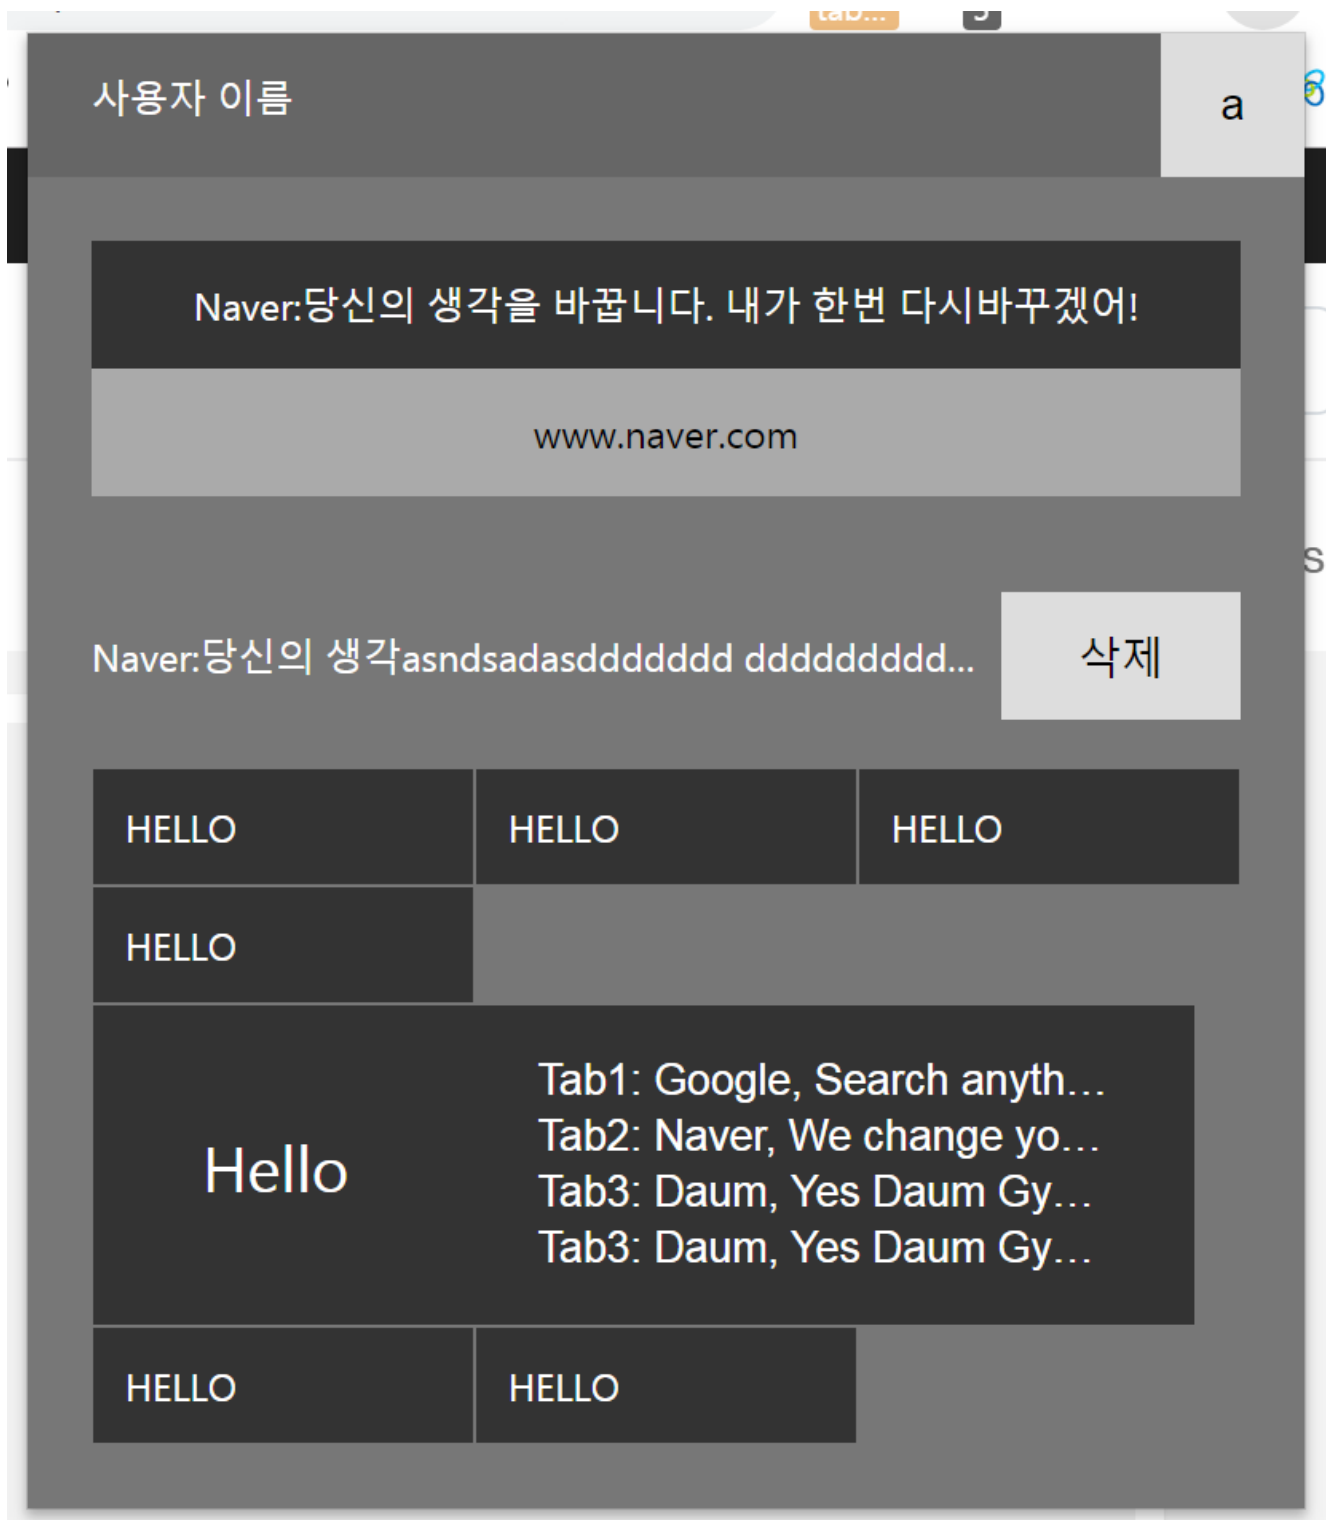 tab...
사용자 이름
a
Naver:당신의 생각을 바꿉니다. 내가 한번 다시바꾸겠어!
www.naver.com
s
Naver:당신의 생각asndsadasddddddd ddddddddd...
삭제
HELLO
HELLO
HELLO
HELLO
Hello
Tab1: Google, Search anyth...
Tab2: Naver, We change yo...
Tab3: Daum, Yes Daum Gy...
Tab3: Daum, Yes Daum Gy...
HELLO
HELLO